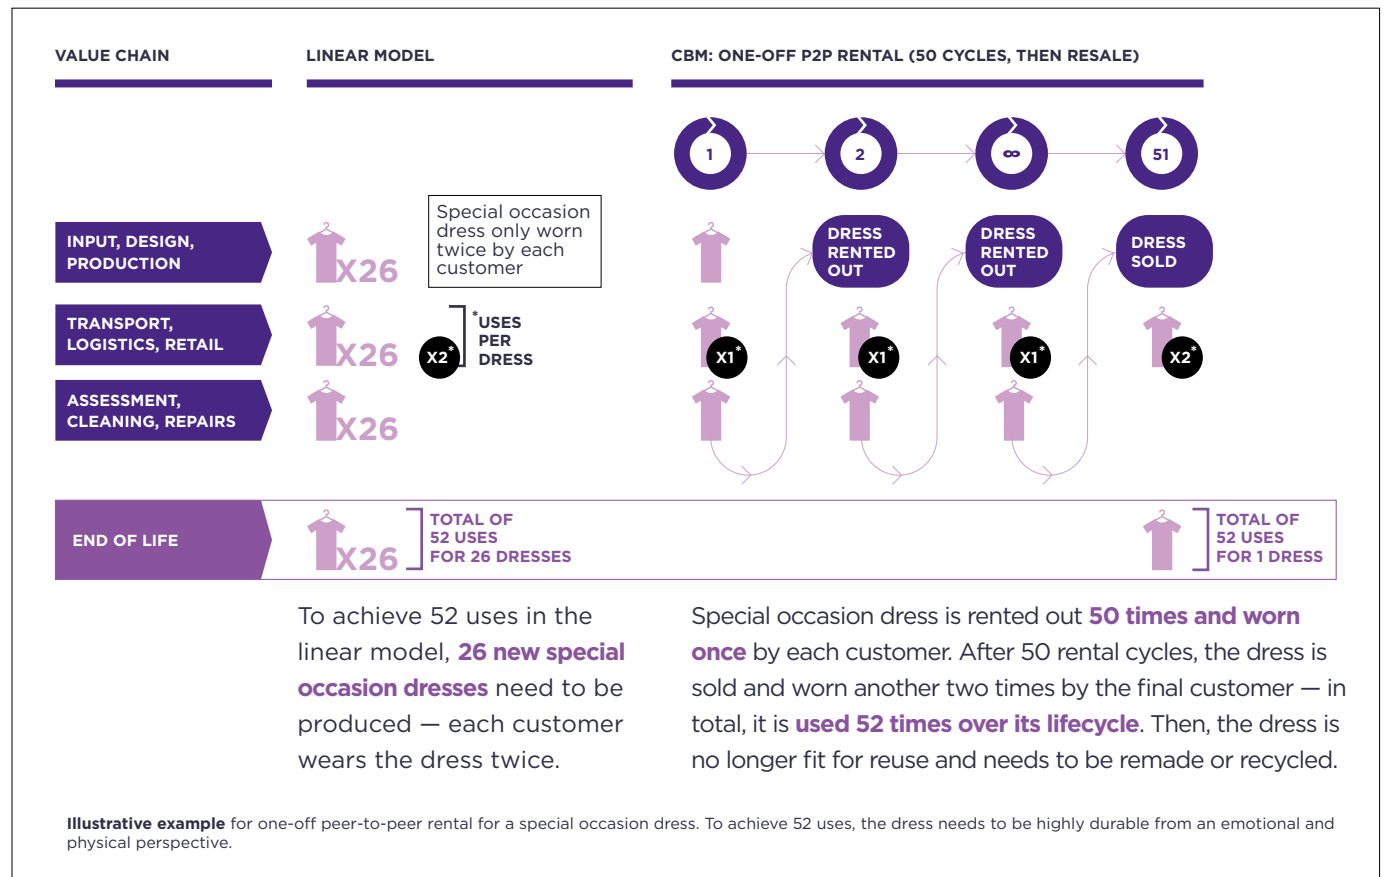 VALUE CHAIN
LINEAR MODEL
CBM: ONE-OFF P2P RENTAL (50 CYCLES, THEN RESALE)
1
2
∞
51
INPUT, DESIGN,
PRODUCTION
X26
Special occasion
dress only worn
twice by each
customer
DRESS
RENTED
OUT
DRESS
RENTED
OUT
DRESS
SOLD
TRANSPORT,
LOGISTICS, RETAIL
X26
X2*
*USES
PER
DRESS
X1*
X1*
X1*
X2*
ASSESSMENT,
CLEANING, REPAIRS
X26
END OF LIFE
X26
TOTAL OF
52 USES
FOR 26 DRESSES
TOTAL OF
52 USES
FOR 1 DRESS
To achieve 52 uses in the
linear model, 26 new special
occasion dresses need to be
produced — each customer
wears the dress twice.
Special occasion dress is rented out 50 times and worn
once by each customer. After 50 rental cycles, the dress is
sold and worn another two times by the final customer — in
total, it is used 52 times over its lifecycle. Then, the dress is
no longer fit for reuse and needs to be remade or recycled.
Illustrative example for one-off peer-to-peer rental for a special occasion dress. To achieve 52 uses, the dress needs to be highly durable from an emotional and
physical perspective.